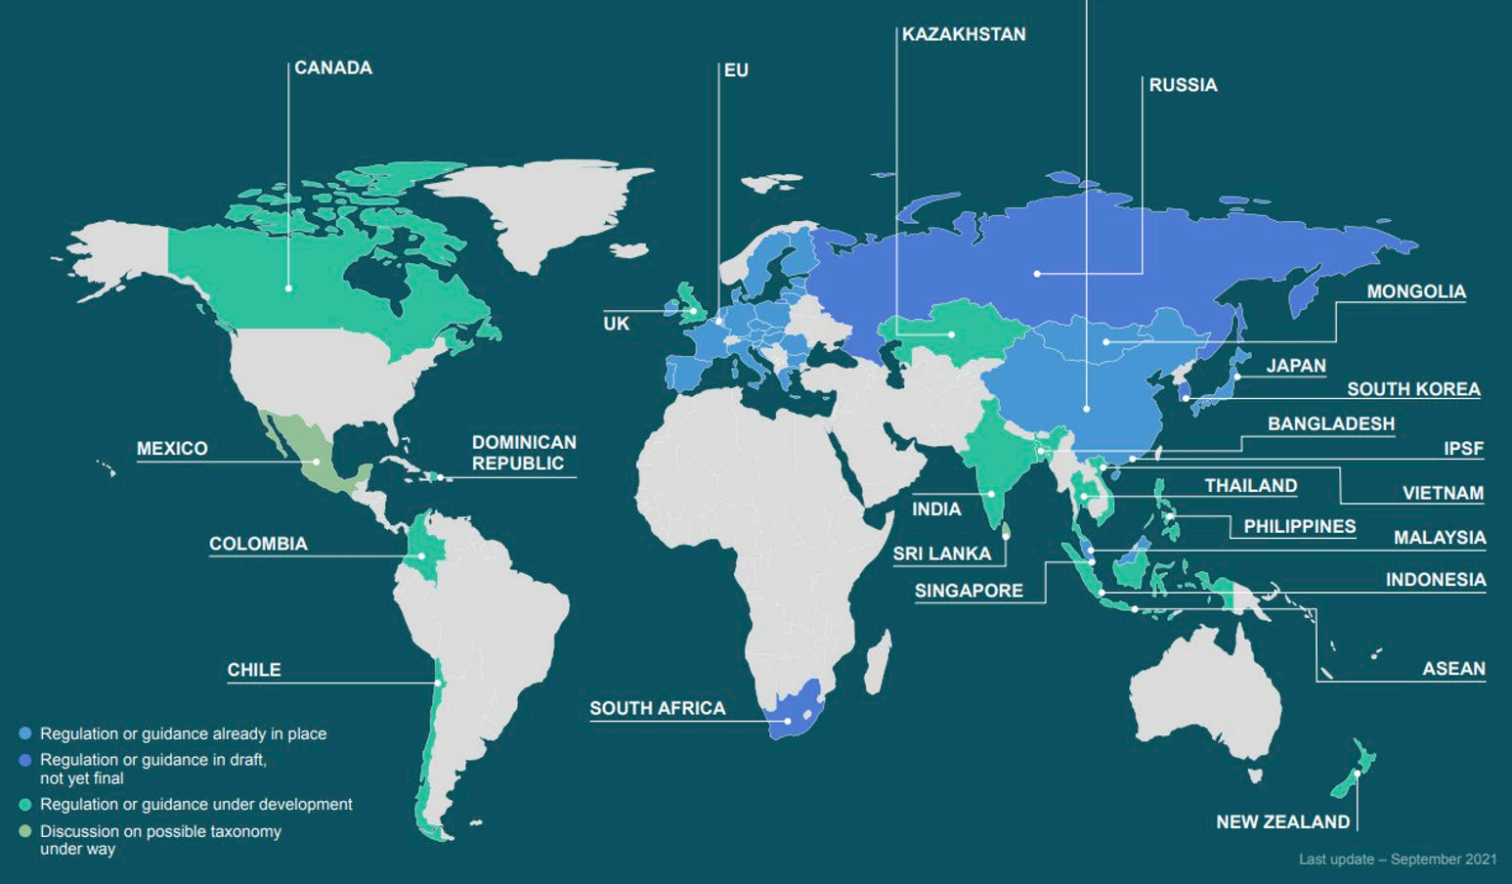 KAZAKHSTAN
CANADA
EU
RUSSIA
MONGOLIA
UK
JAPAN
SOUTH KOREA
BANGLADESH
MEXICO
DOMINICAN
REPUBLIC
IPSF
THAILAND
VIETNAM
INDIA
PHILIPPINES
MALAYSIA
COLOMBIA
SRI LANKA
INDONESIA
SINGAPORE
CHILE
ASEAN
SOUTH AFRICA
Regulation or guidance already in place
Regulation or guidance in draft,
not yet final
Regulation or guidance under development
NEW ZEALAND
Discussion on possible taxonomy
under way
Last update – September 2021